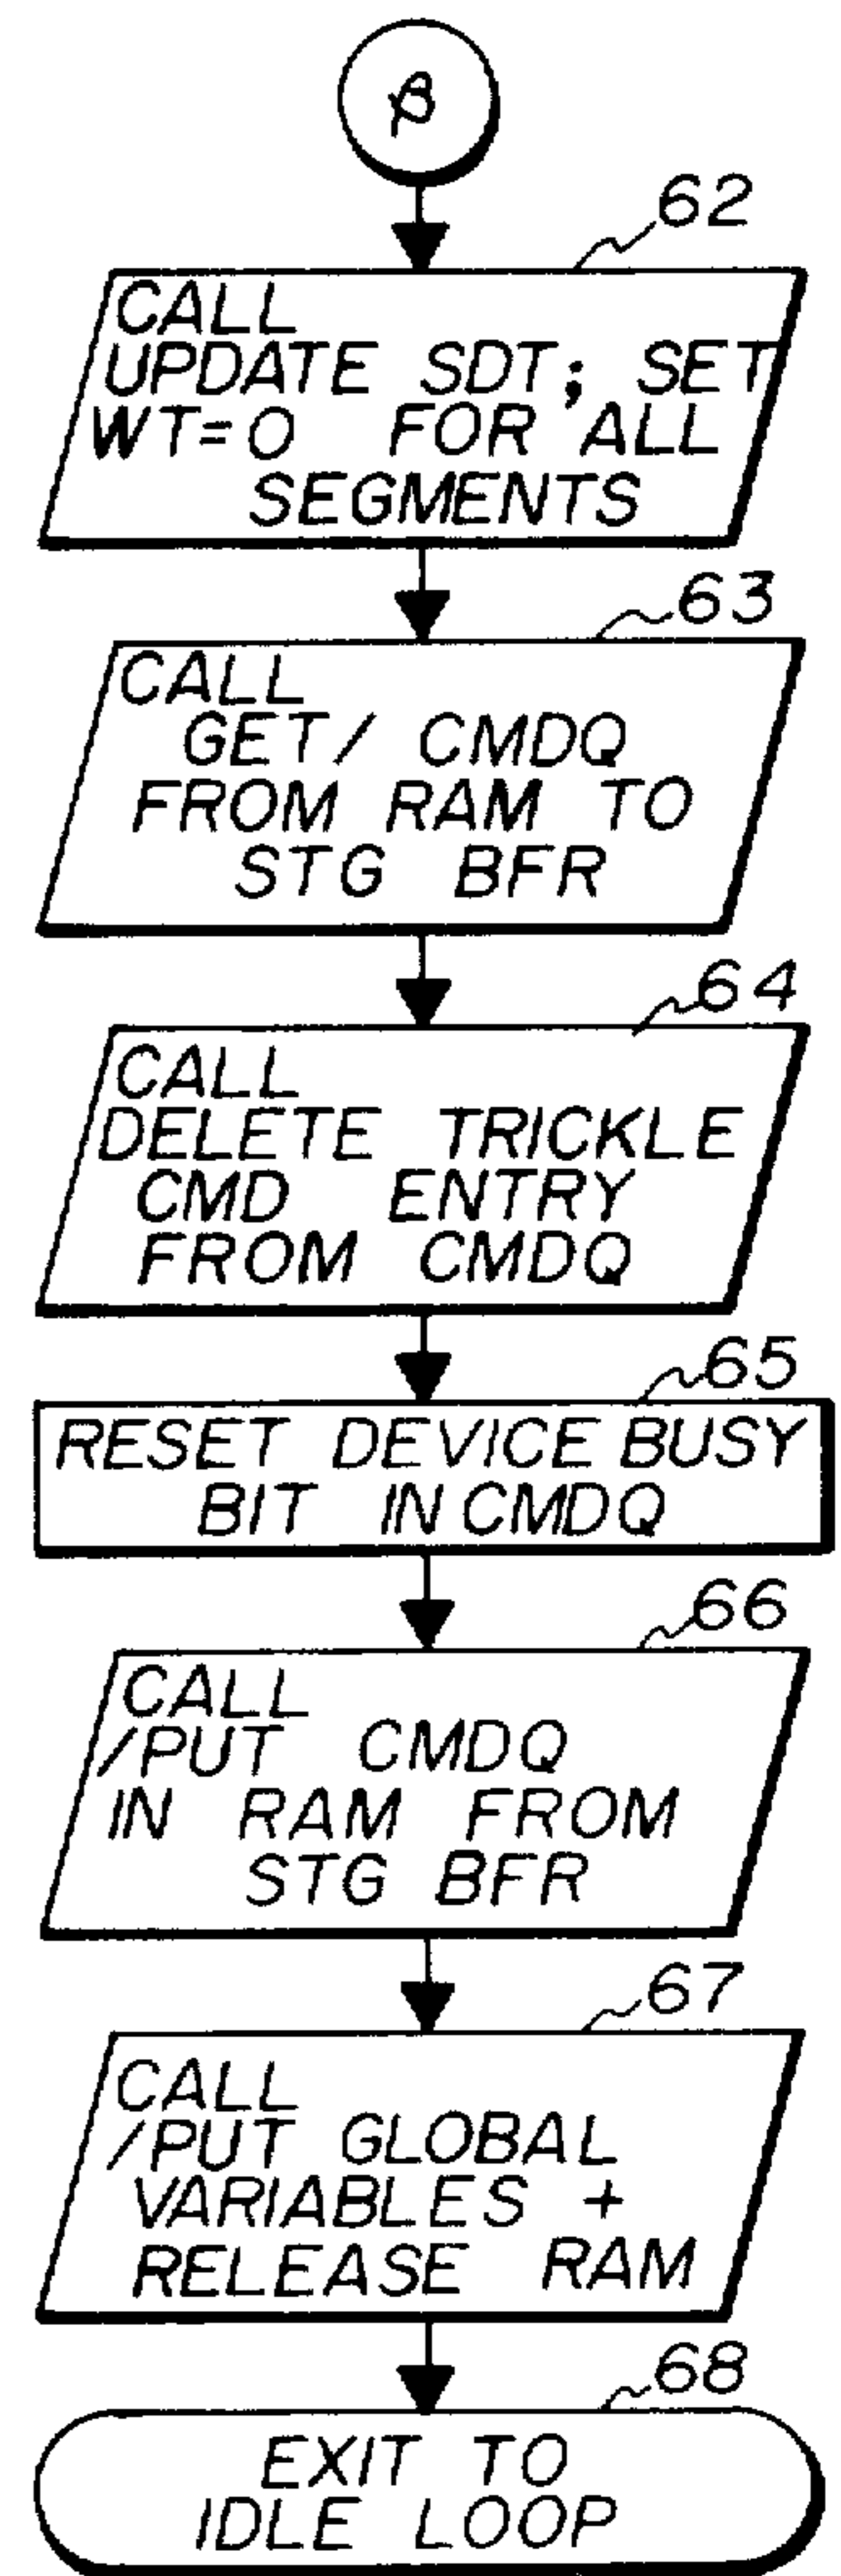 β
62
CALL
UPDATE SDT; SET
WT=0 FOR ALL
SEGMENTS
63
CALL
GET/ CMDQ
FROM RAM TO
STG BFR
64
CALL
DELETE TRICKLE
CMD ENTRY
FROM CMDQ
65
RESET DEVICE BUSY
BIT IN CMDQ
66
CALL
/PUT CMDQ
IN RAM FROM
STG BFR
67
CALL
/PUT GLOBAL
VARIABLES +
RELEASE RAM
68
EXIT TO
IDLE LOOP